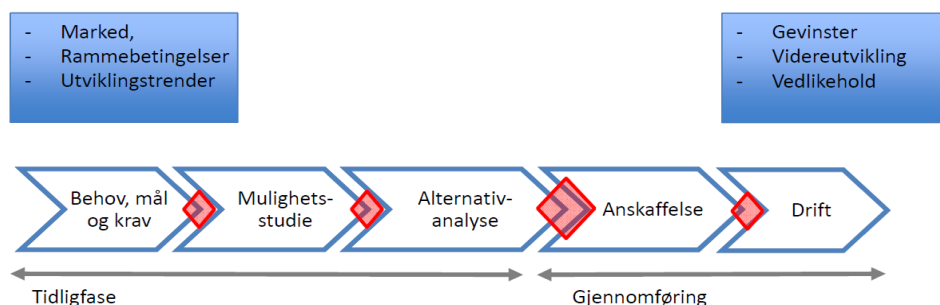 - Marked,
- Rammebetingelser
- Utviklingstrender
- Gevinster
- Videreutvikling
- Vedlikehold
Behov, mål
og krav
Mulighets-
studie
Alternativ-
analyse
Anskaffelse
Drift
Tidligfase
Gjennomføring